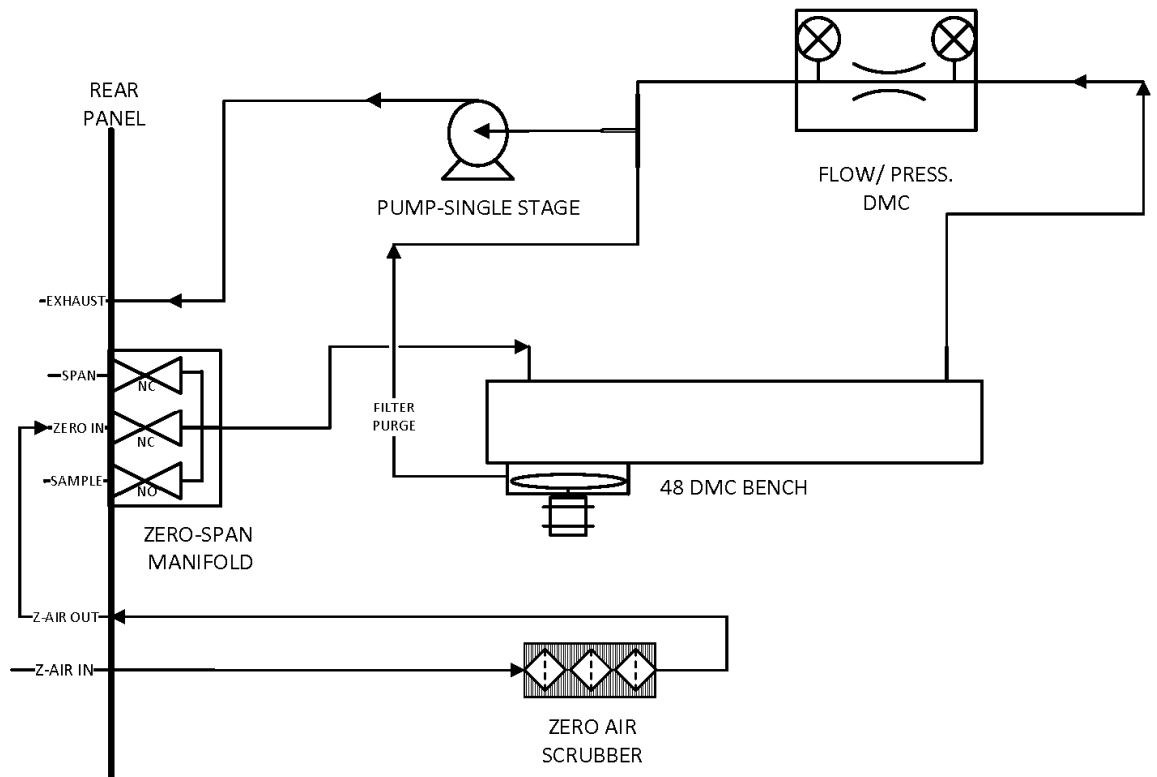 REAR
PANEL
FLOW/ PRESS.
DMC
PUMP-SINGLE STAGE
EXHAUST
SPAN
NC
ZERO IN
NC
SAMPLE
NO
FILTER
PURGE
48 DMC BENCH
ZERO-SPAN
MANIFOLD
Z-AIR OUT
Z-AIR IN
ZERO AIR
SCRUBBER